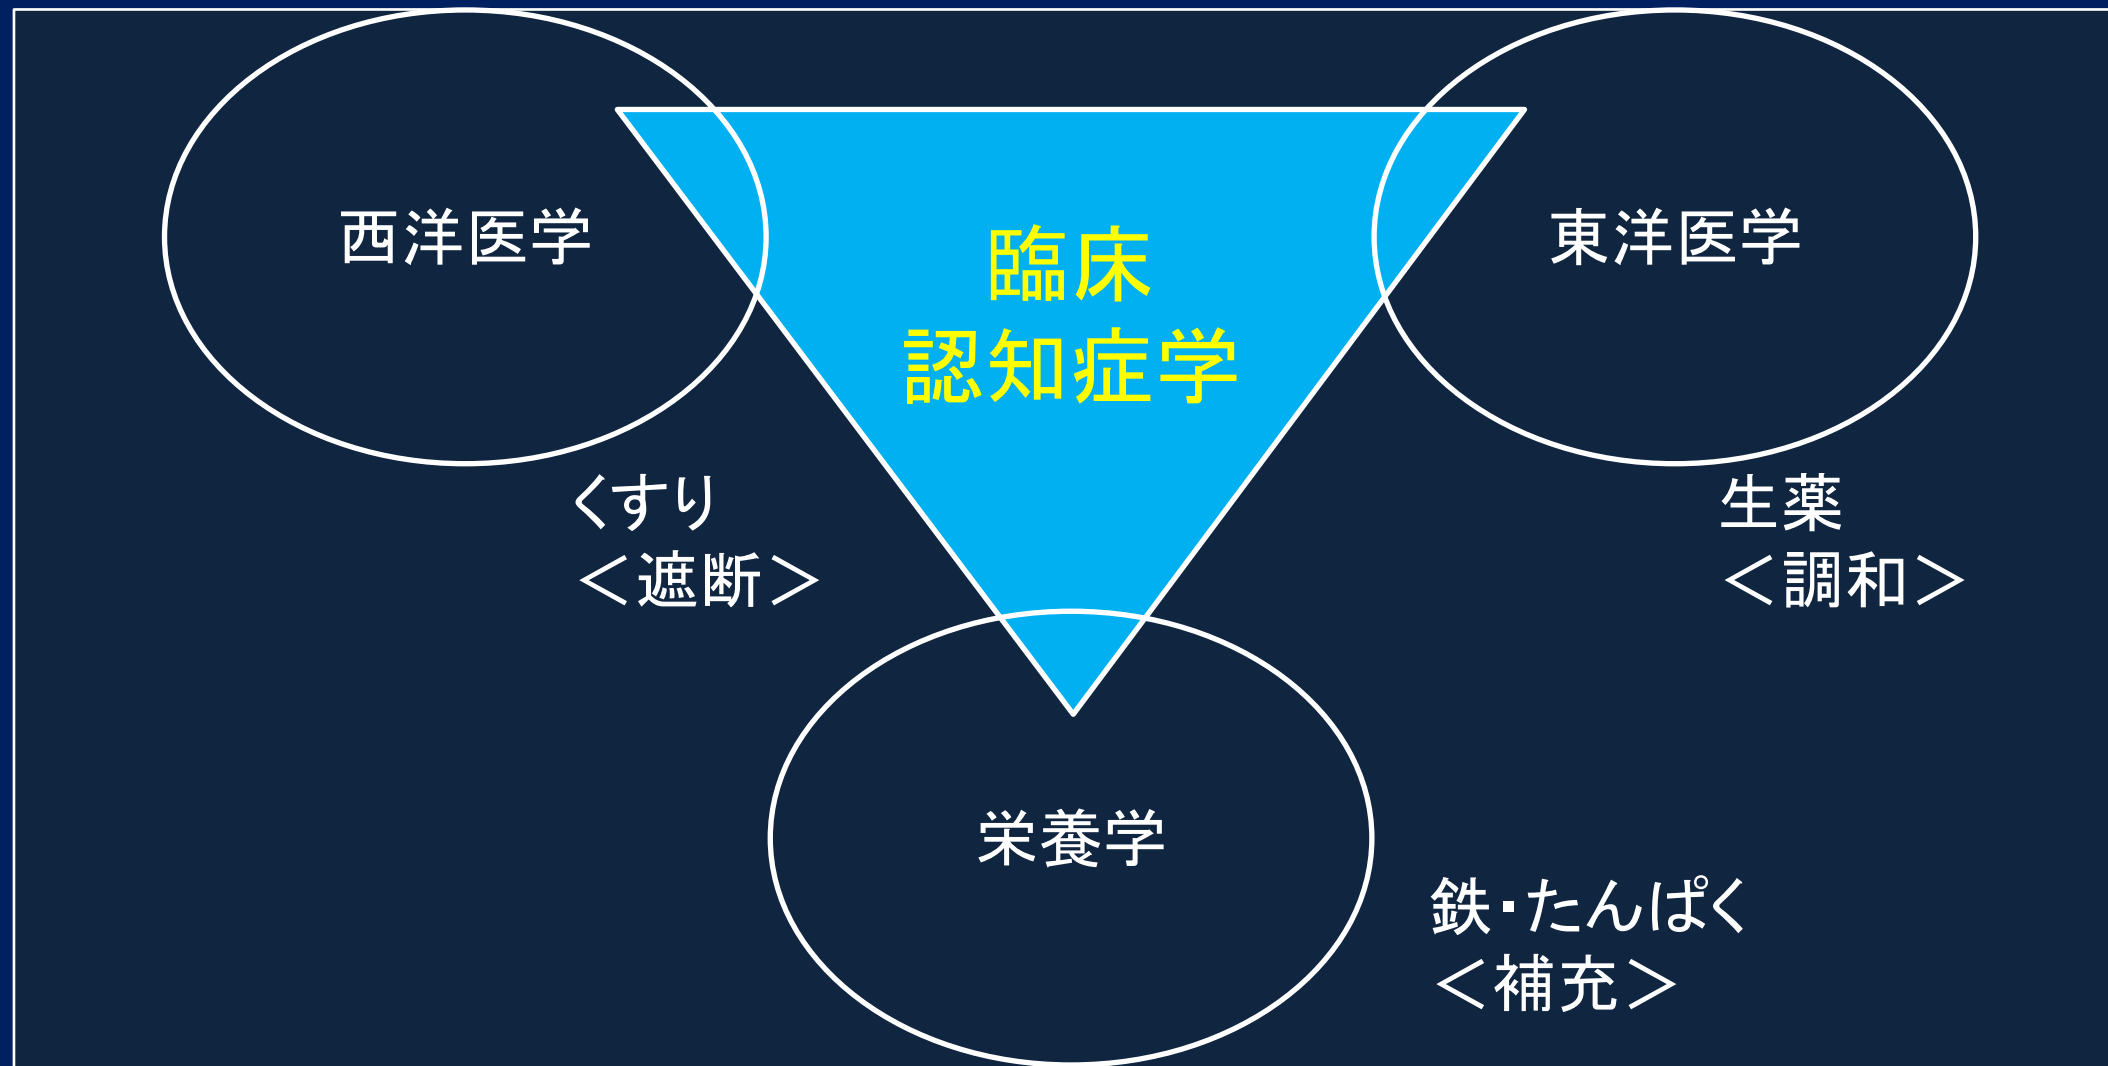 西洋医学
臨床
認知症学
東洋医学
くすり
＜遮断＞
生薬
＜調和＞
栄養学
鉄・たんぱく
＜補充＞